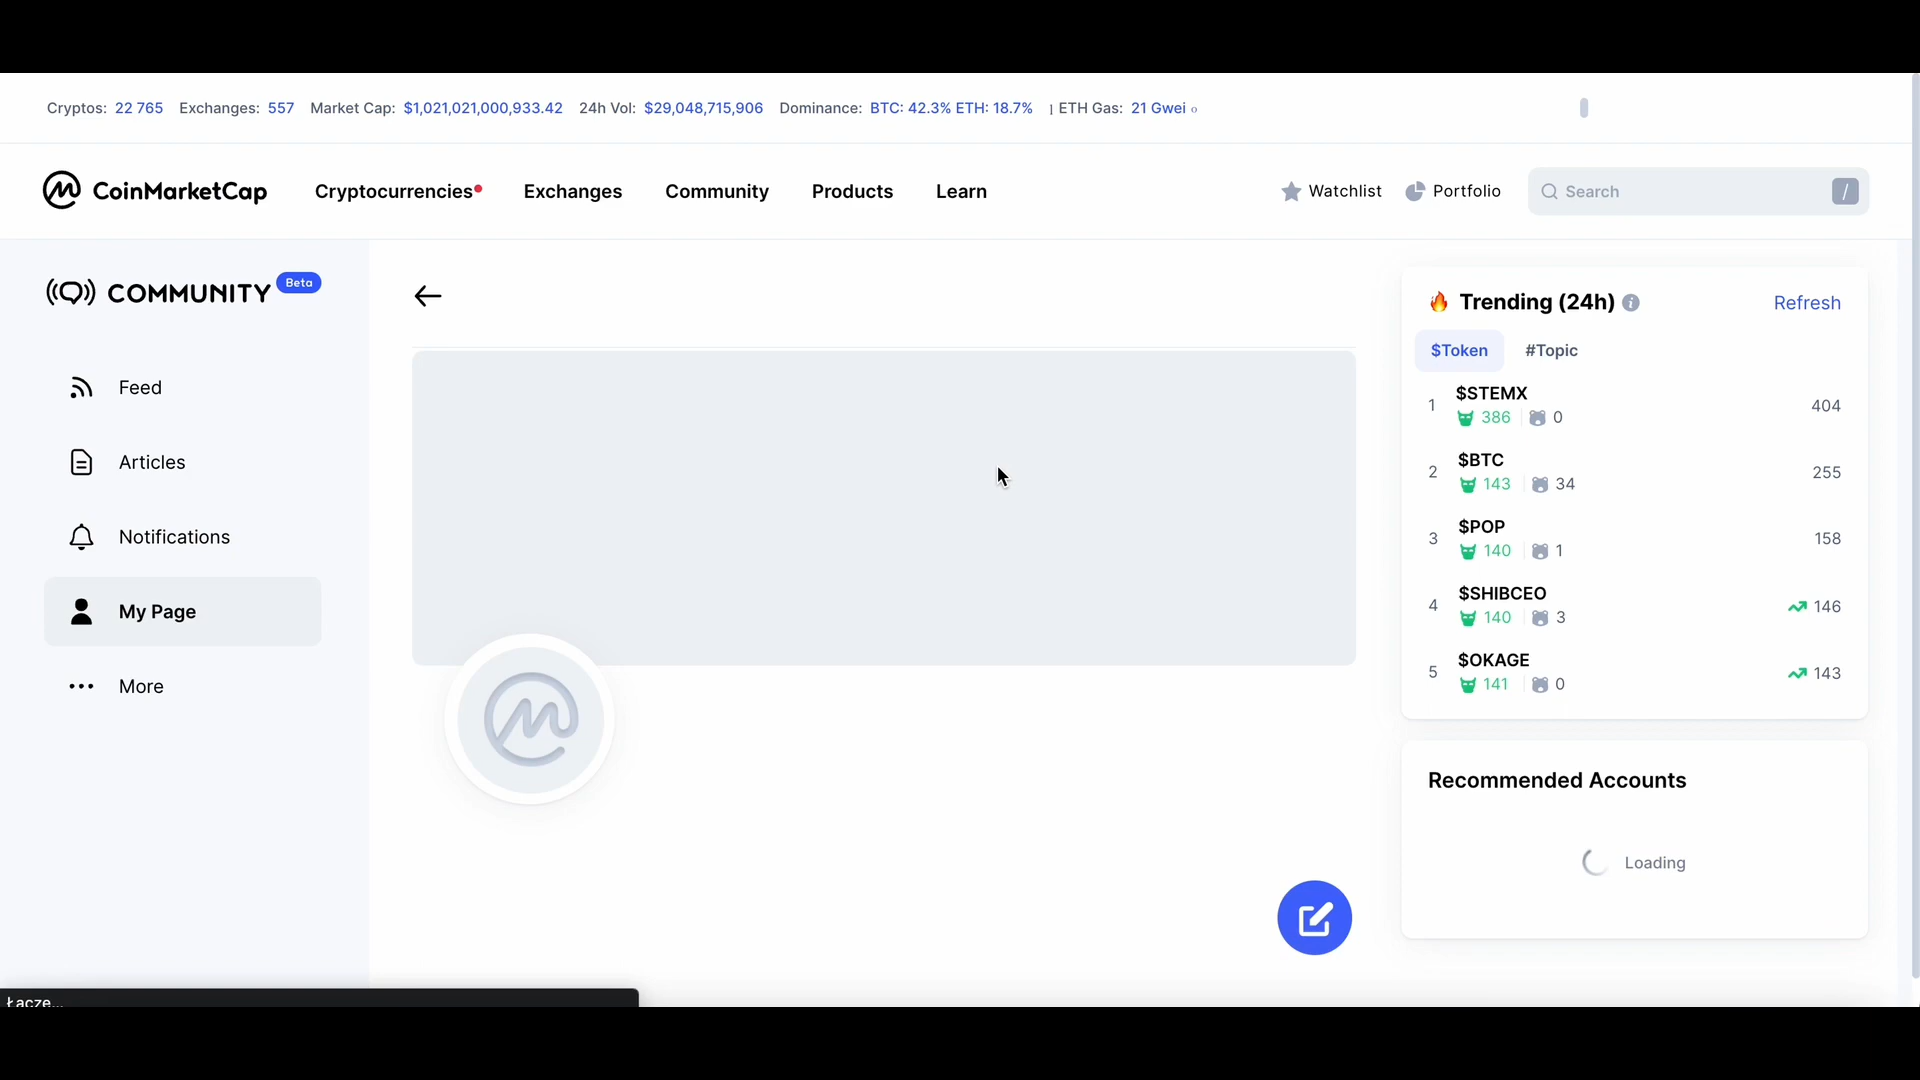 Cryptos: 22 765 Exchanges: 557 Market Cap: $1,021,021,000,933.42 24h Vol: $29,048,715,906 Dominance: BTC: 42.3% ETH: 18.7% | ETH Gas: 21 Gwei
CoinMarketCap Cryptocurrencies Exchanges Community Products Learn Watchlist Portfolio Search /
COMMUNITY Beta
Feed
Articles
Notifications
My Page
More
Trending (24h) Refresh
$Token #Topic
1 $STEMX 404
386 0
2 $BTC 255
143 34
3 $POP 158
140 1
4 $SHIBCEO 146
140 3
5 $OKAGE 143
141 0
Recommended Accounts
Loading
Łączę...